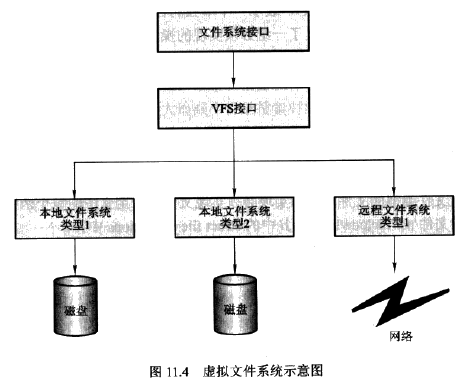 文件系统接口
VFS接口
本地文件系统
类型1
本地文件系统
类型2
远程文件系统
类型1
磁盘
磁盘
网络
图 11.4 虚拟文件系统示意图